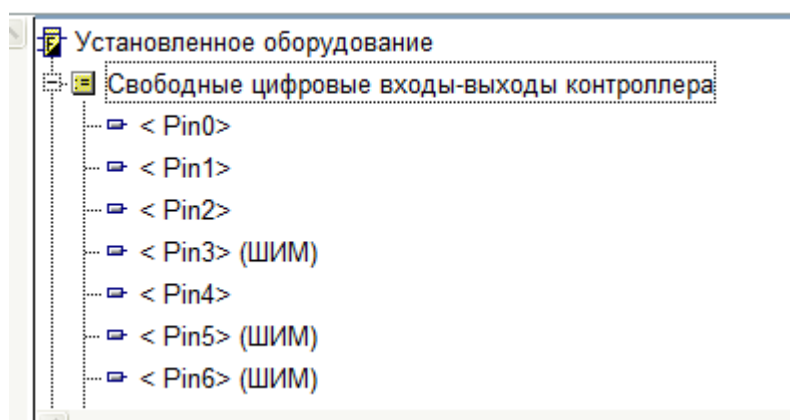 Установленное оборудование
Свободные цифровые входы-выходы контроллера
< Pin0>
< Pin1>
< Pin2>
< Pin3> (ШИМ)
< Pin4>
< Pin5> (ШИМ)
< Pin6> (ШИМ)